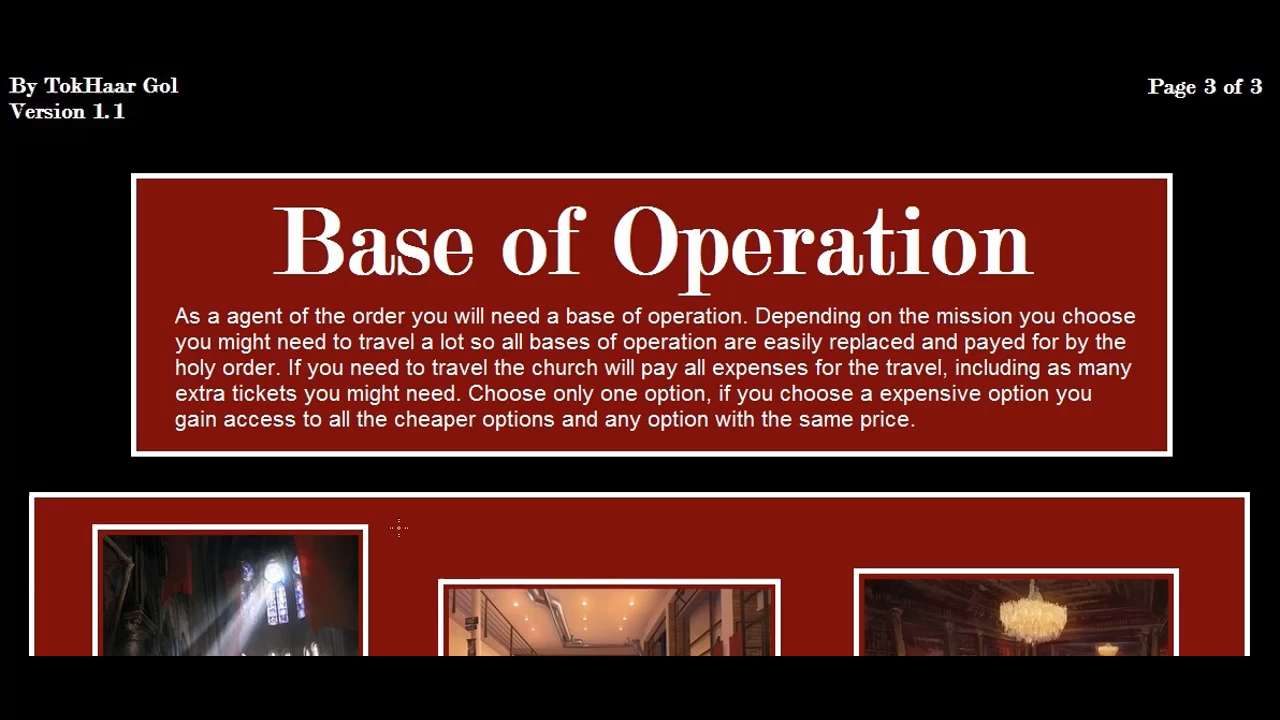 By TokHaar Gol
Version 1.1
Page 3 of 3
Base of Operation
As a agent of the order you will need a base of operation. Depending on the mission you choose
you might need to travel a lot so all bases of operation are easily replaced and payed for by the
holy order. If you need to travel the church will pay all expenses for the travel, including as many
extra tickets you might need. Choose only one option, if you choose a expensive option you
gain access to all the cheaper options and any option with the same price.